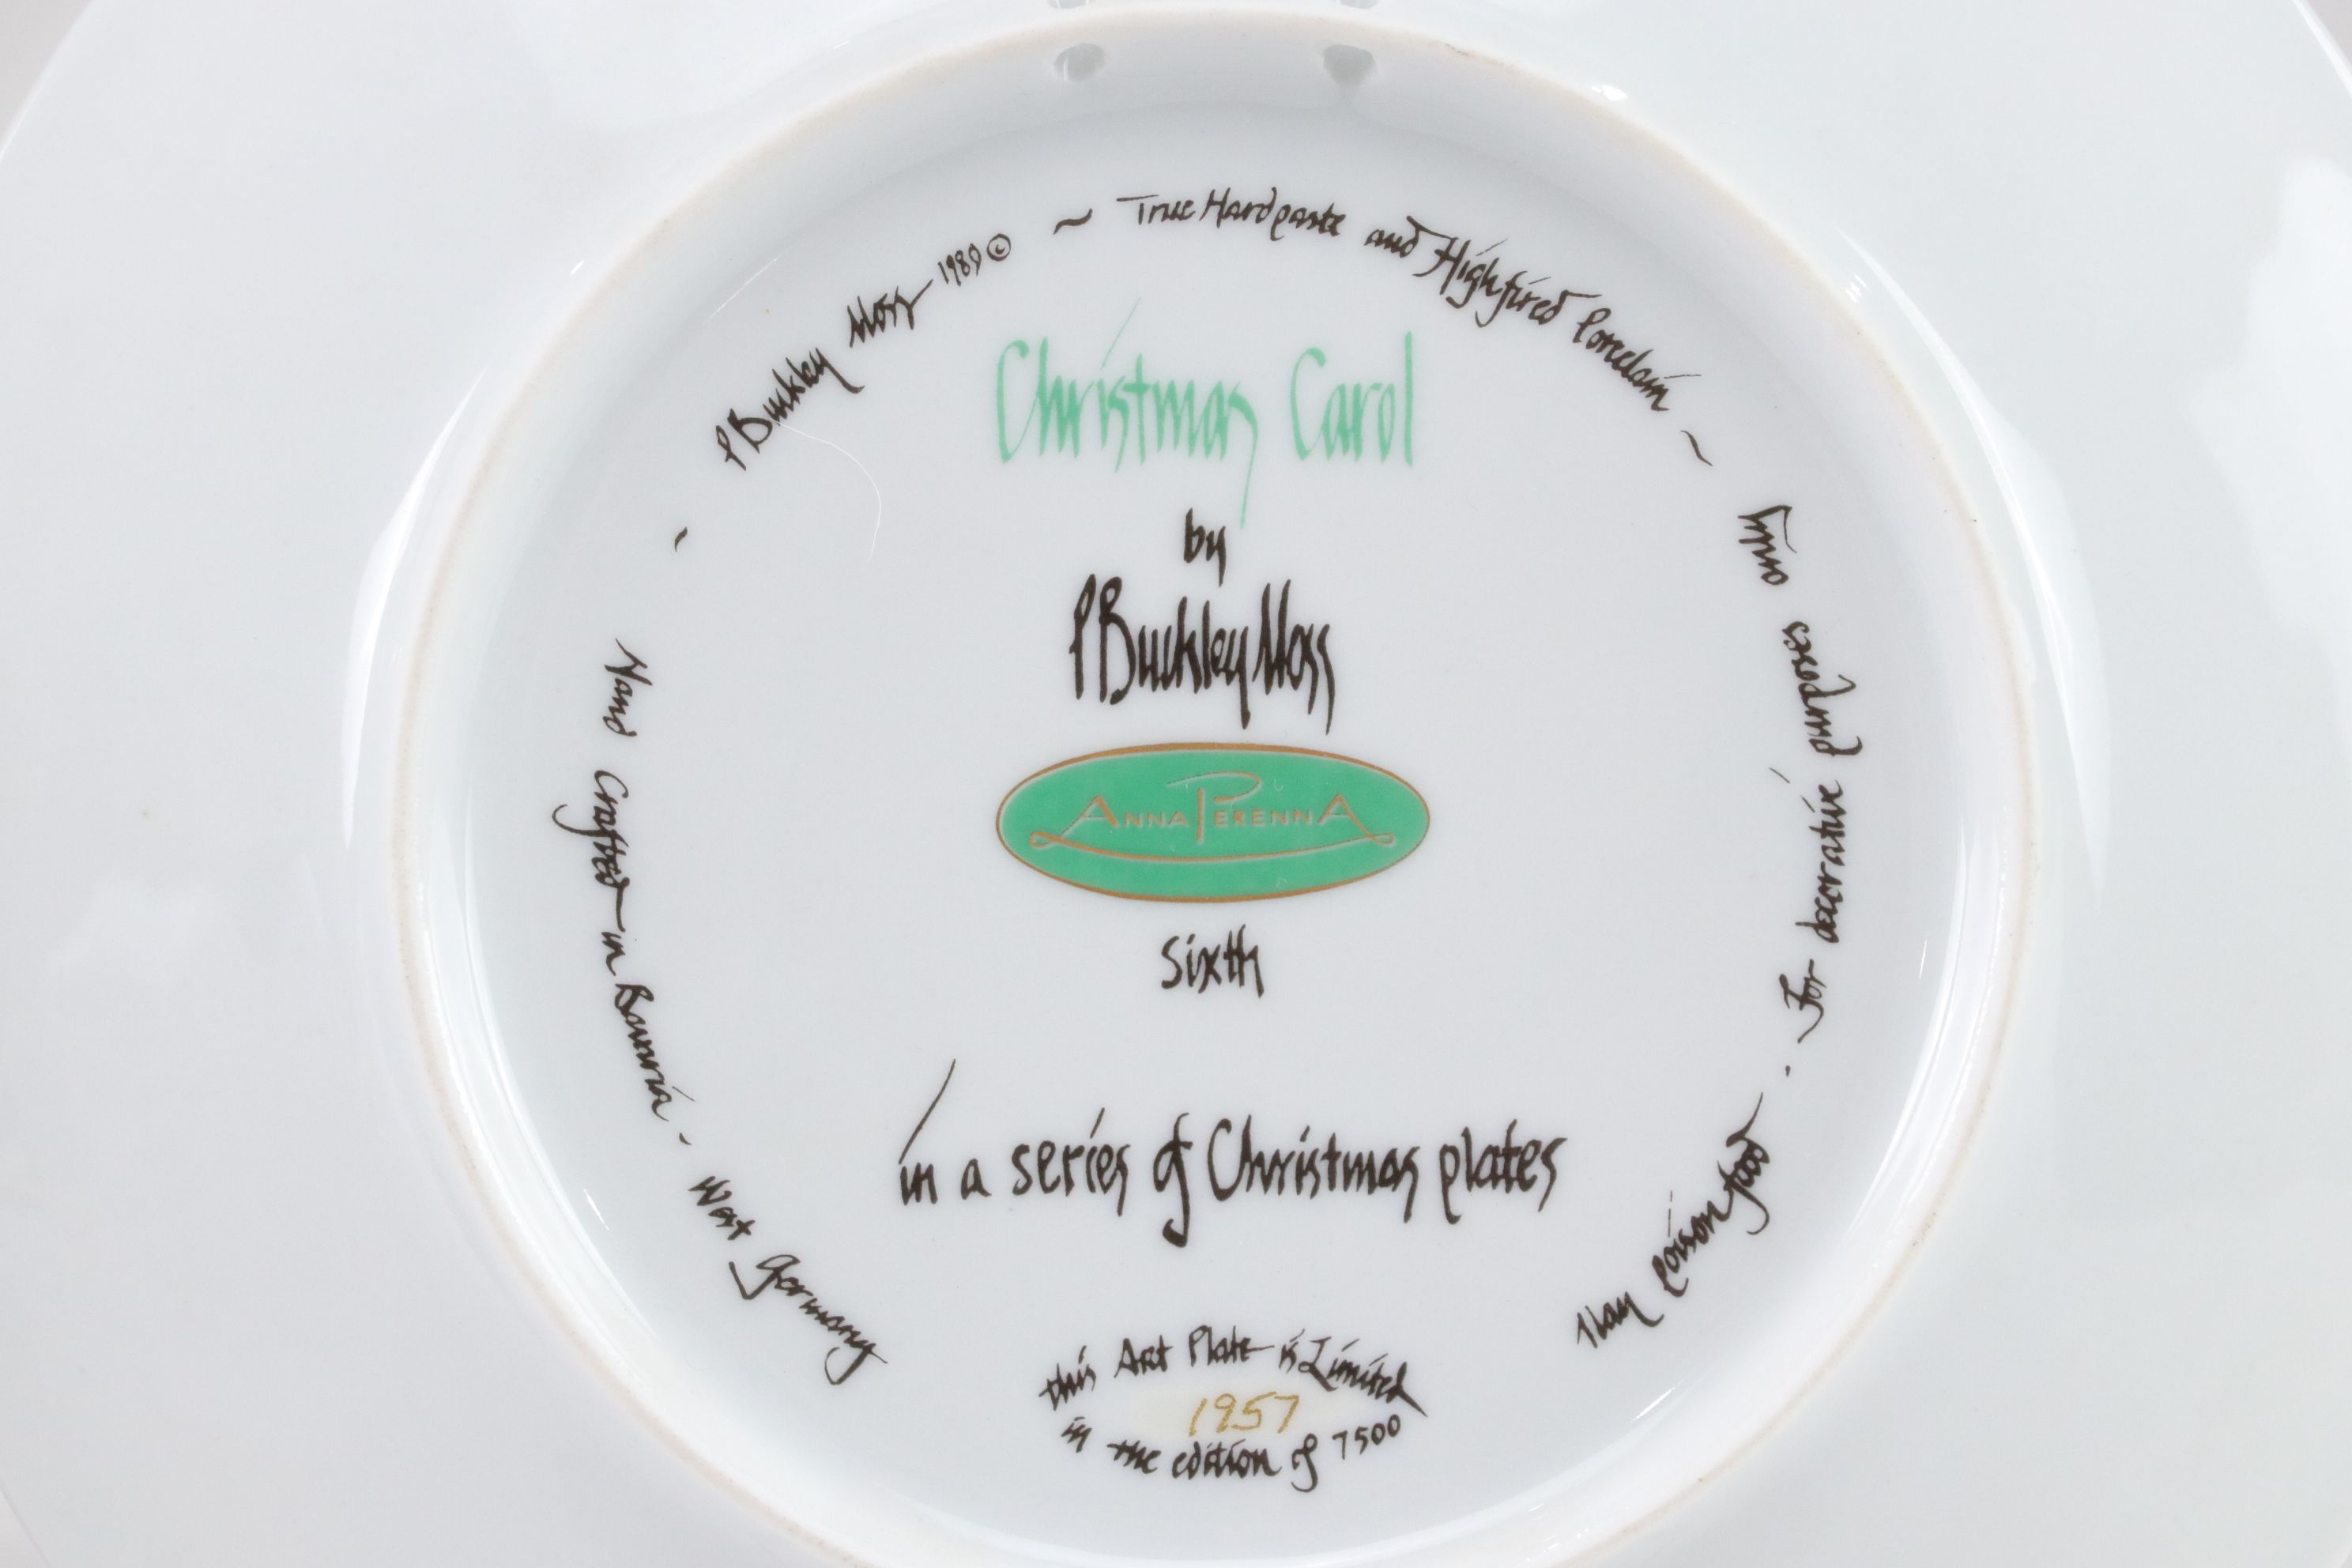 P Buckley Moss 1989 © ~ True Hardpaste and Highfired Porcelain ~
Christmas Carol
by
P Buckley Moss
ANNA PERENNA
sixth
in a series of Christmas plates
this Art Plate is Limited
1957
in the edition of 7500
Hand Crafted in Bavaria - West Germany
May Poison food - For decorative purposes only